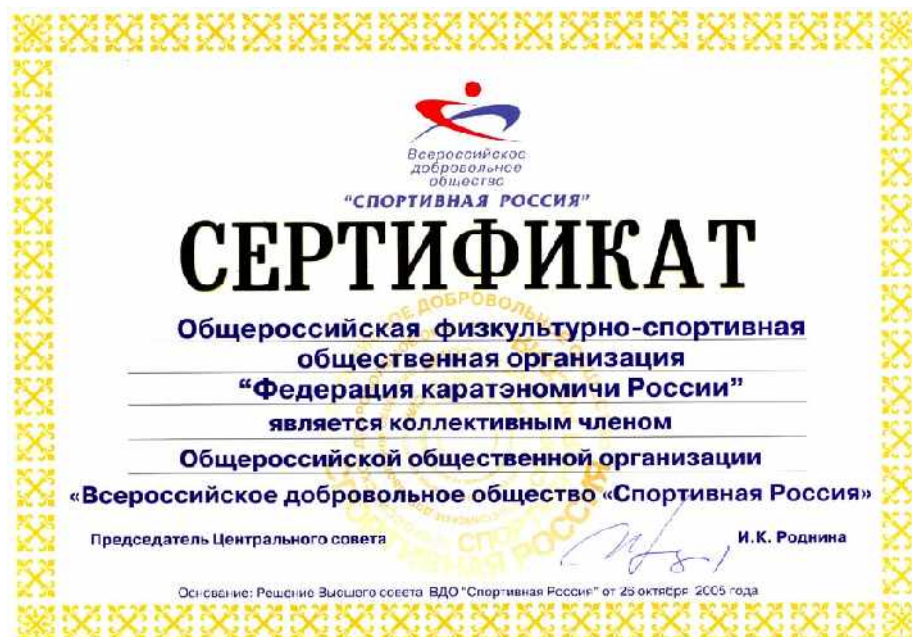 Всероссийское
добровольное
общество
"СПОРТИВНАЯ РОССИЯ"
СЕРТИФИКАТ
Общероссийская физкультурно-спортивная
общественная организация
"Федерация каратэномичи России"
является коллективным членом
Общероссийской общественной организации
«Всероссийское добровольное общество «Спортивная Россия»
Председатель Центрального совета И.К. Роднина
Основание: Решение Высшего совета ВДО "Спортивная Россия" от 26 октября 2005 года